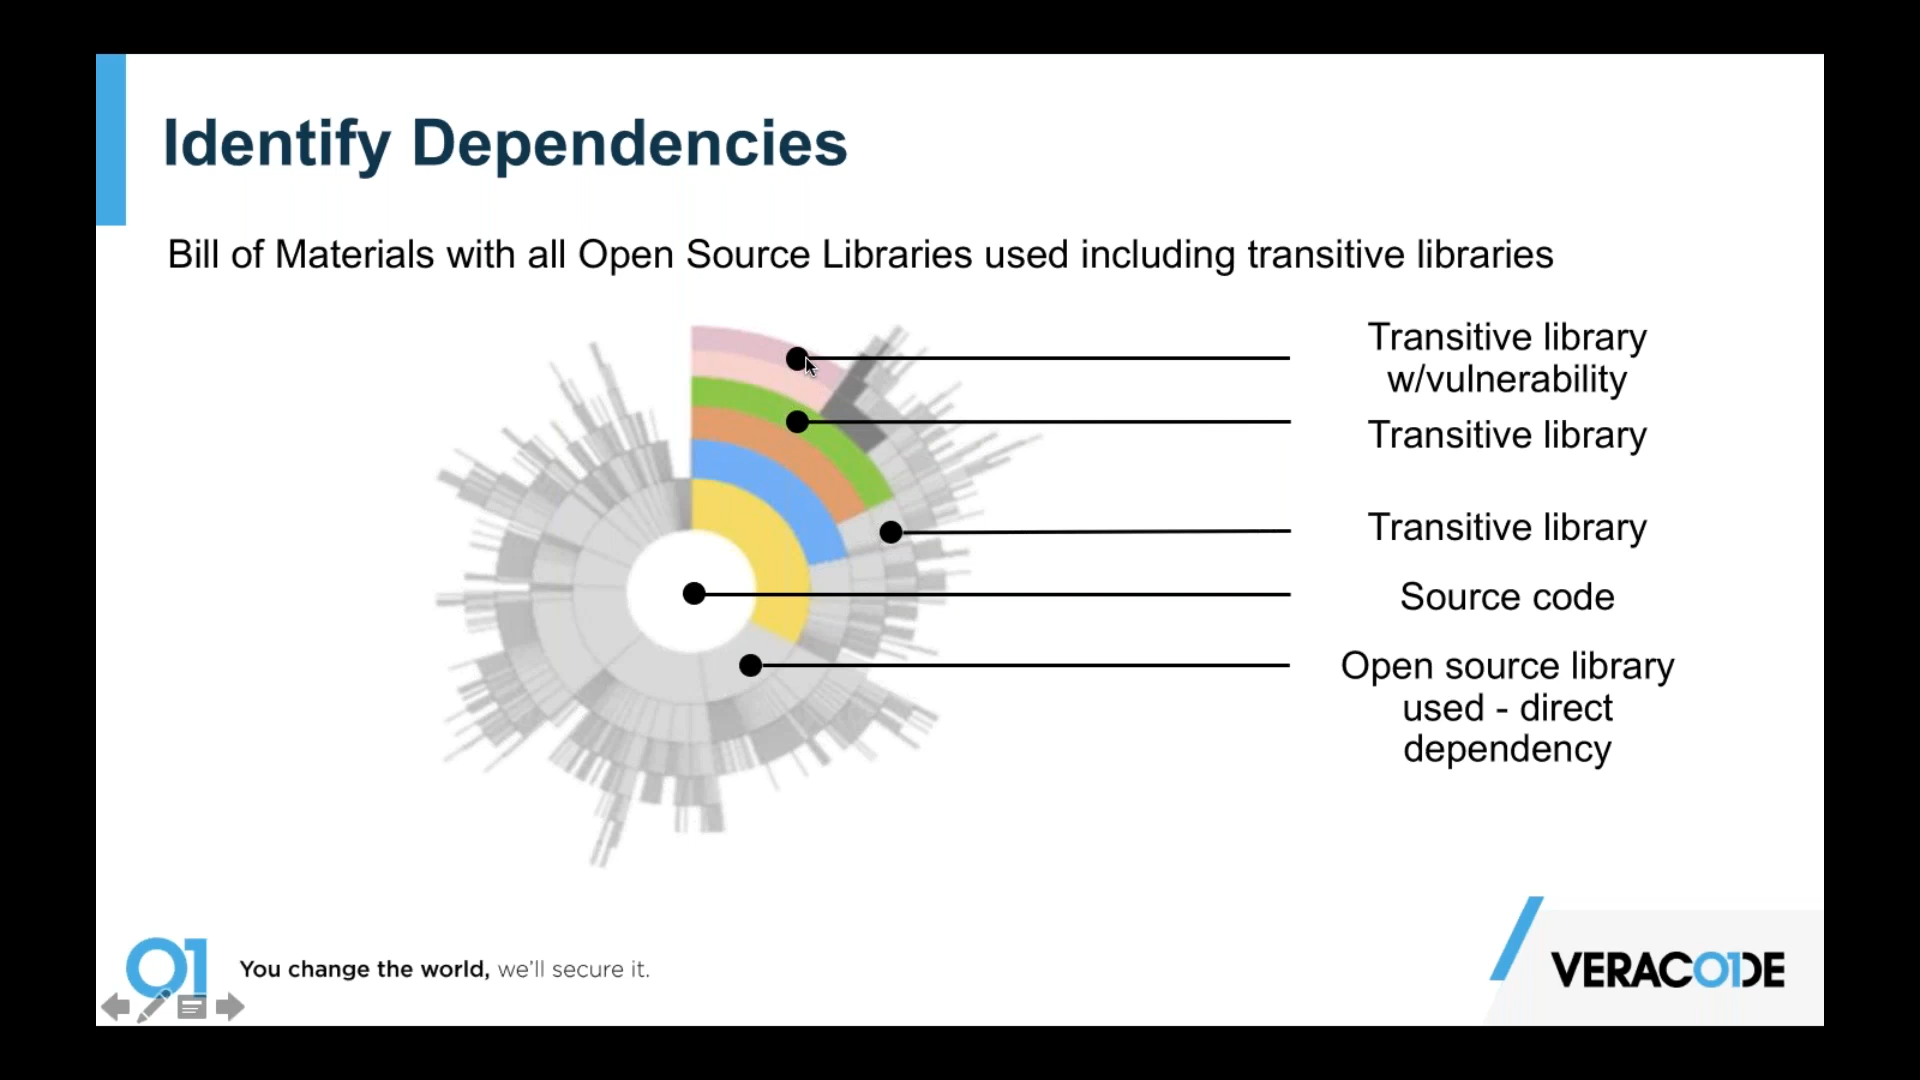 Identify Dependencies
Bill of Materials with all Open Source Libraries used including transitive libraries
Transitive library
w/vulnerability
Transitive library
Transitive library
Source code
Open source library
used - direct
dependency
01
You change the world, we'll secure it.
VERACODE